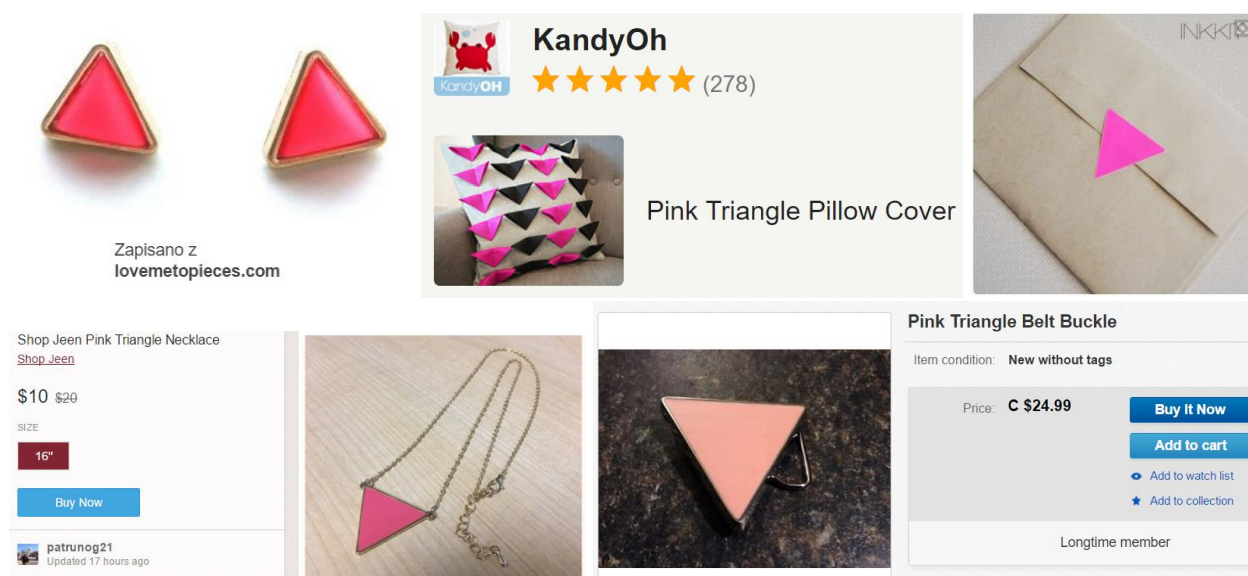 Zapisano z
lovemetopieces.com
KandyOH
KandyOh
(278)
Pink Triangle Pillow Cover
Shop Jeen Pink Triangle Necklace
Shop Jeen
$10 $20
SIZE
16"
Buy Now
patrunog21
Updated 17 hours ago
Pink Triangle Belt Buckle
Item condition: New without tags
Price: C $24.99
Buy It Now
Add to cart
Add to watch list
Add to collection
Longtime member